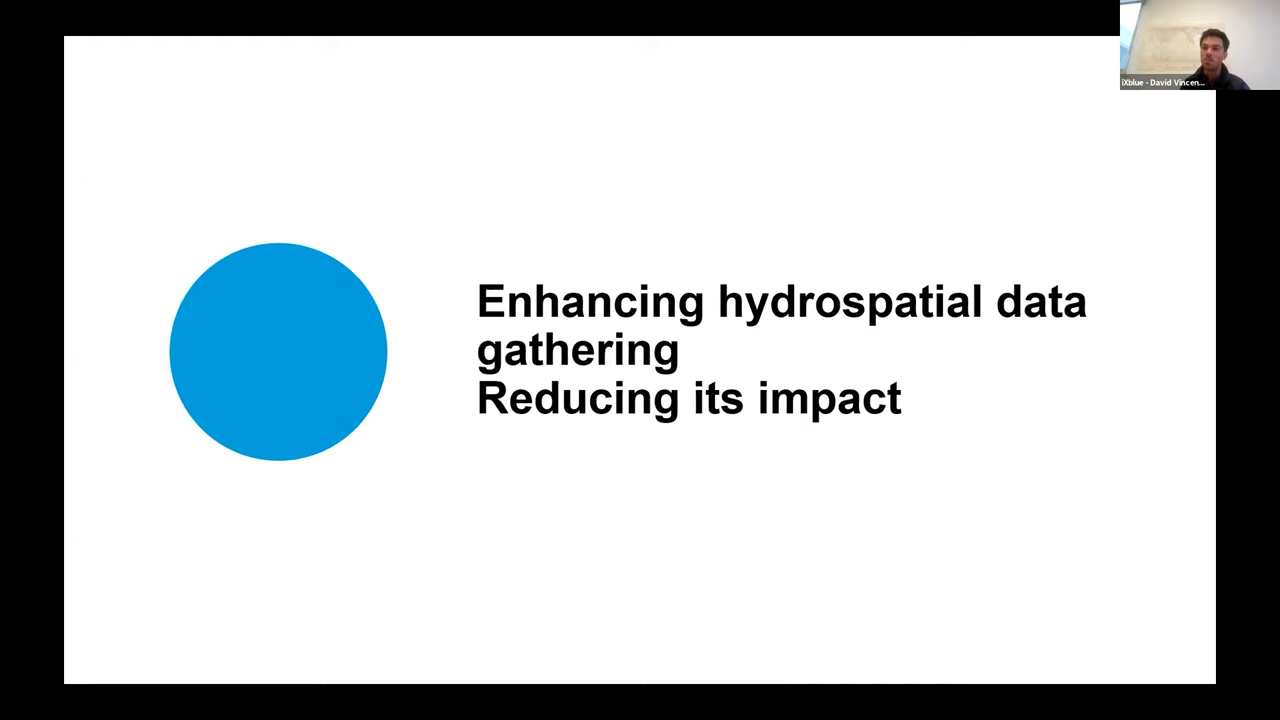 iXblue - David Vincen...
Enhancing hydrospatial data
gathering
Reducing its impact